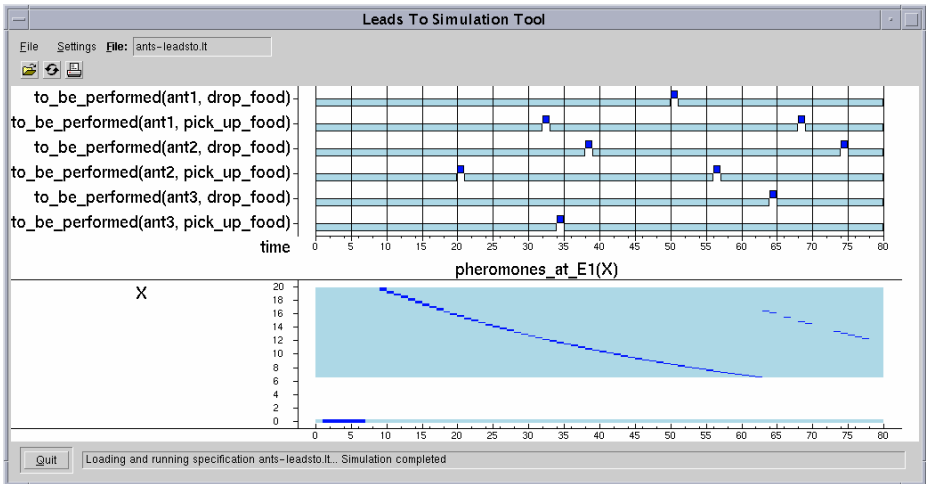 Leads To Simulation Tool
File Settings File: ants-leadsto.lt
to_be_performed(ant1, drop_food)
to_be_performed(ant1, pick_up_food)
to_be_performed(ant2, drop_food)
to_be_performed(ant2, pick_up_food)
to_be_performed(ant3, drop_food)
to_be_performed(ant3, pick_up_food)
time 0 5 10 15 20 25 30 35 40 45 50 55 60 65 70 75 80
pheromones_at_E1(X)
X
20
18
16
14
12
10
8
6
4
2
0
0 5 10 15 20 25 30 35 40 45 50 55 60 65 70 75 80
Quit Loading and running specification ants-leadsto.lt... Simulation completed